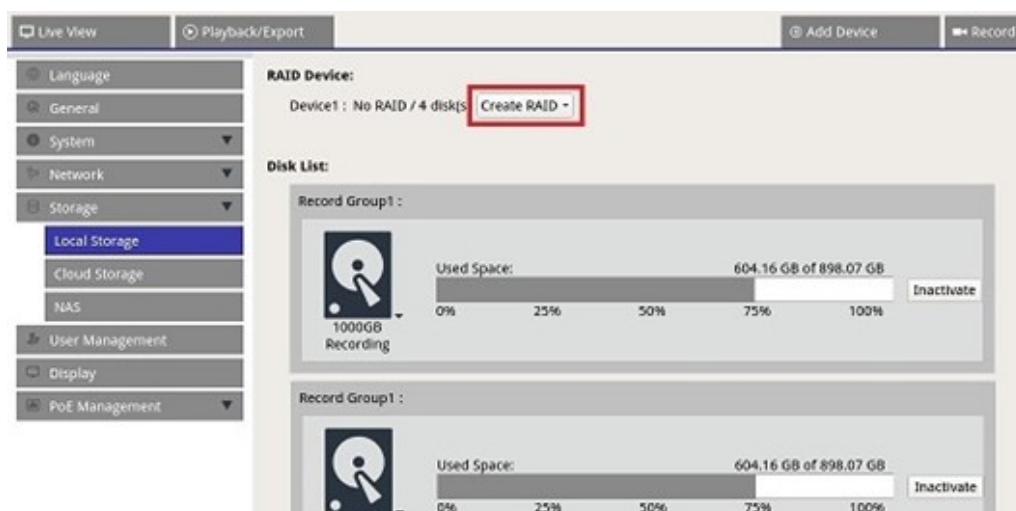 Live View
Playback/Export
Add Device
Record
Language
General
System
Network
Storage
Local Storage
Cloud Storage
NAS
User Management
Display
PoE Management
RAID Device:
Device1 : No RAID / 4 disk(s Create RAID
Disk List:
Record Group1 :
Used Space: 604.16 GB of 898.07 GB
Inactivate
0% 25% 50% 75% 100%
1000GB
Recording
Record Group1 :
Used Space: 604.16 GB of 898.07 GB
Inactivate
0% 25% 50% 75% 100%